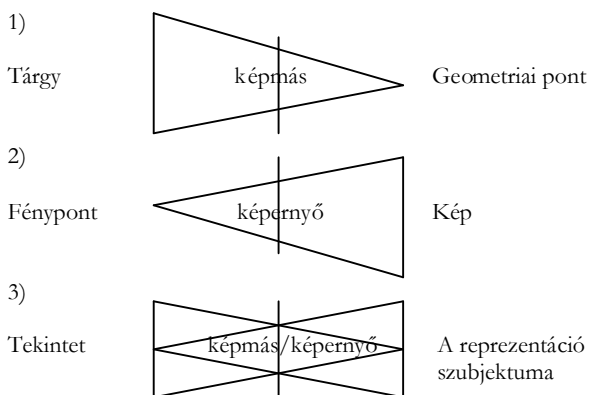 1)
Tárgy képmás Geometriai pont
2)
Fénypont képernyő Kép
3)
Tekintet képmás/képernyő A reprezentáció
szubjektuma